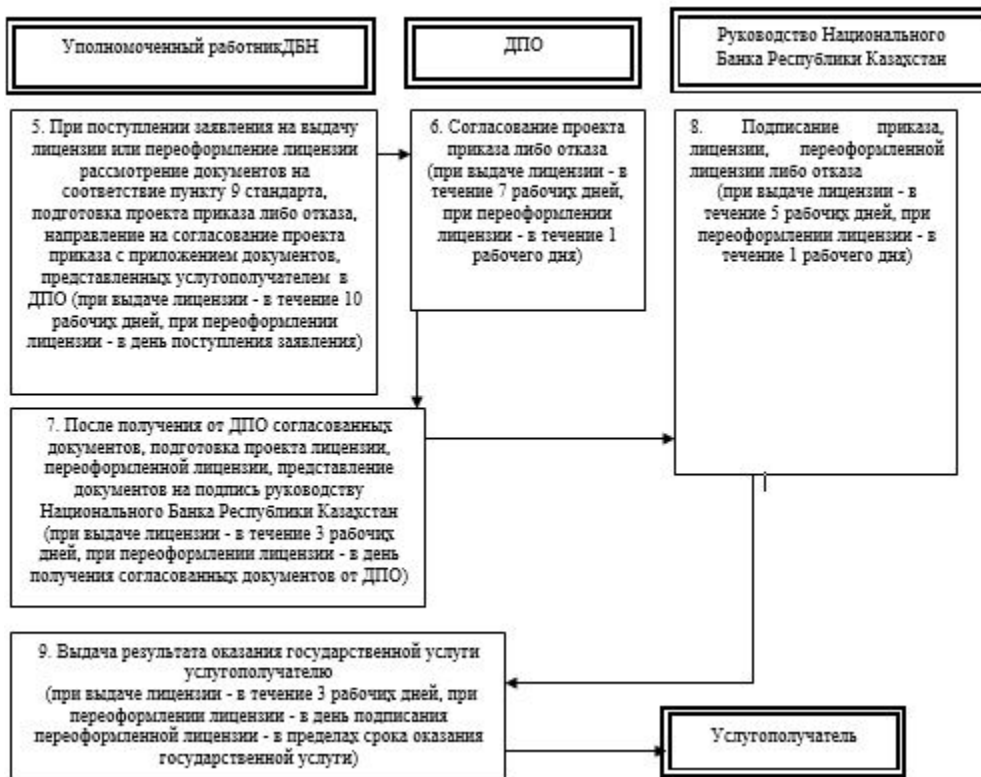 Уполномоченный работникДБН
ДПО
Руководство Национального
Банка Республики Казахстан
5. При поступлении заявления на выдачу
лицензии или переоформление лицензии
рассмотрение документов на
соответствие пункту 9 стандарта,
подготовка проекта приказа либо отказа,
направление на согласование проекта
приказа с приложением документов,
представленных услугополучателем в
ДПО (при выдаче лицензии - в течение 10
рабочих дней, при переоформлении
лицензии - в день поступления заявления)
6. Согласование проекта
приказа либо отказа
(при выдаче лицензии - в
течение 7 рабочих дней,
при переоформлении
лицензии - в течение 1
рабочего дня)
8. Подписание приказа,
лицензии, переоформленной
лицензии либо отказа
(при выдаче лицензии - в
течение 5 рабочих дней, при
переоформлении лицензии - в
течение 1 рабочего дня)
7. После получения от ДПО согласованных
документов, подготовка проекта лицензии,
переоформленной лицензии, представление
документов на подпись руководству
Национального Банка Республики Казахстан
(при выдаче лицензии - в течение 3 рабочих
дней, при переоформлении лицензии - в день
получения согласованных документов от ДПО)
9. Выдача результата оказания государственной услуги
услугополучателю
(при выдаче лицензии - в течение 3 рабочих дней, при
переоформлении лицензии - в день подписания
переоформленной лицензии - в пределах срока оказания
государственной услуги)
Услугополучатель